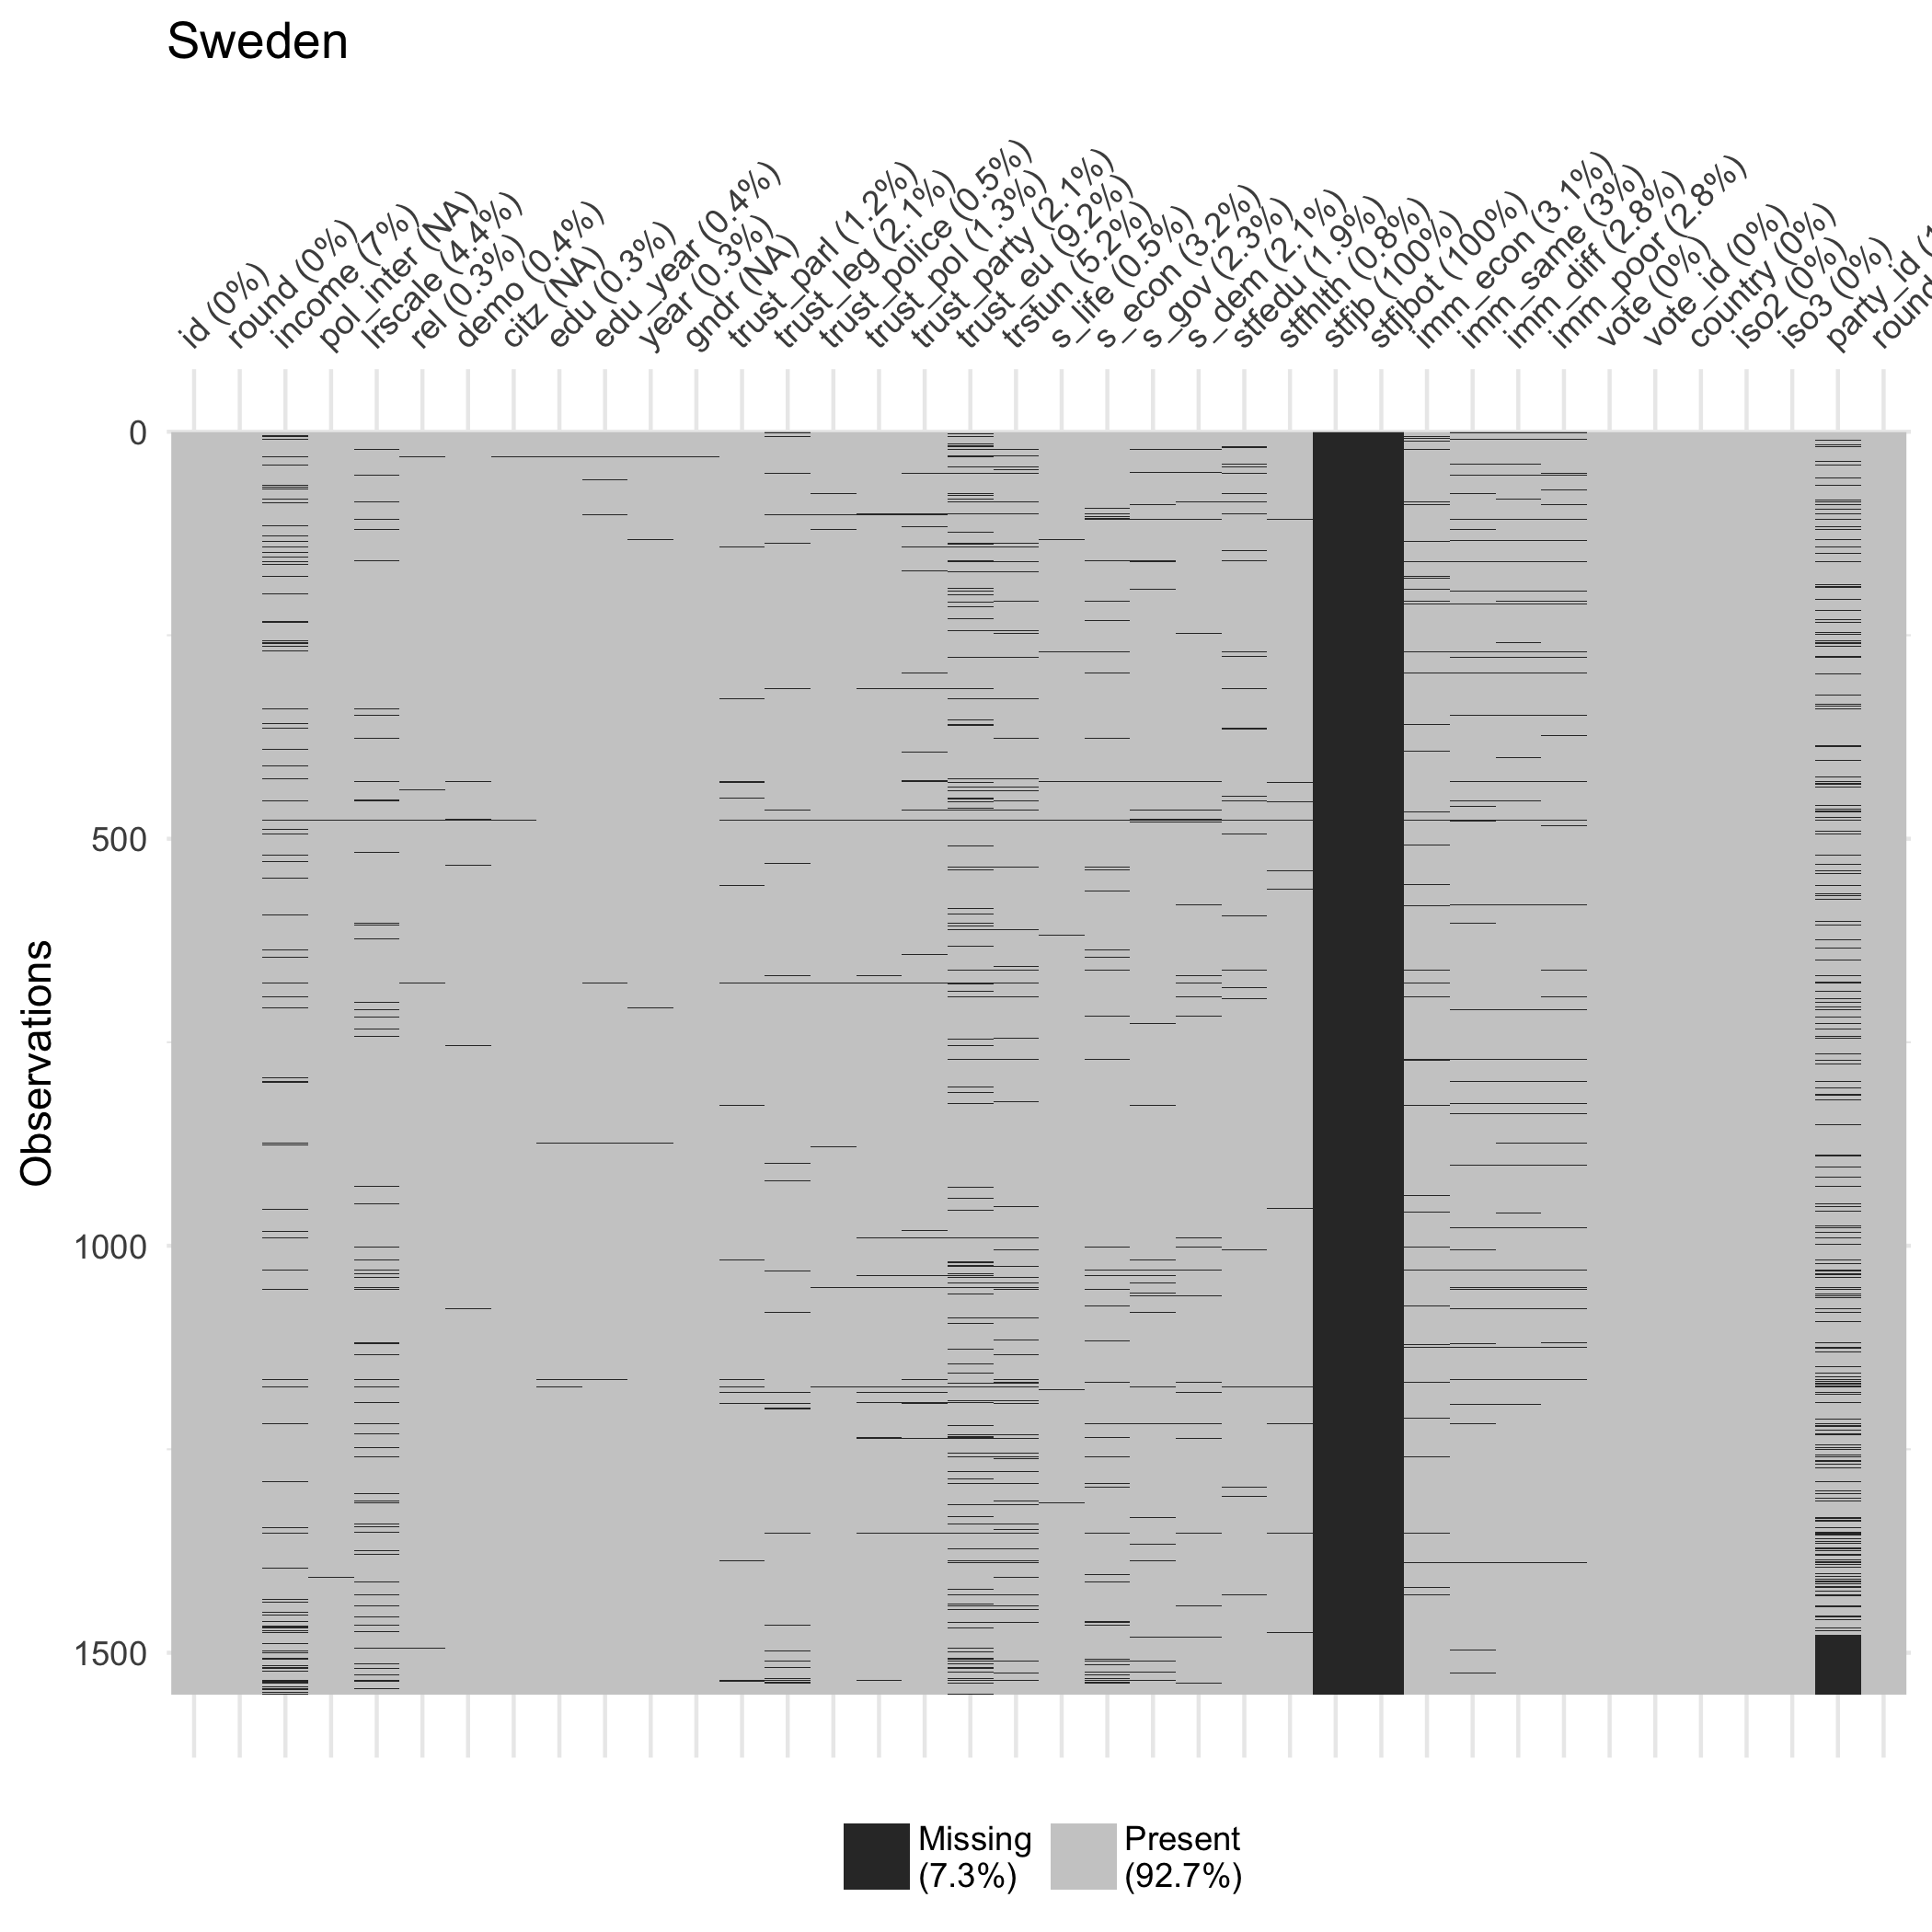 Sweden
id (0%)
round (0%)
income (7%)
pol_inter (NA)
lrscale (4.4%)
rel (0.3%)
demo (0.4%)
citz (NA)
edu (0.3%)
edu_year (0.4%)
year (0.3%)
gndr (NA)
trust_parl (1.2%)
trust_leg (2.1%)
trust_police (0.5%)
trust_pol (1.3%)
trust_party (2.1%)
trust_eu (9.2%)
trstun (5.2%)
s_life (0.5%)
s_econ (3.2%)
s_gov (2.3%)
s_dem (2.1%)
stfedu (1.9%)
stfhlth (0.8%)
stfjb (100%)
stfjbot (100%)
imm_econ (3.1%)
imm_same (3%)
imm_diff (2.8%)
imm_poor (2.8%)
vote (0%)
vote_id (0%)
country (0%)
iso2 (0%)
iso3 (0%)
party_id (1
round
0
500
1000
1500
Observations
Missing
(7.3%)
Present
(92.7%)